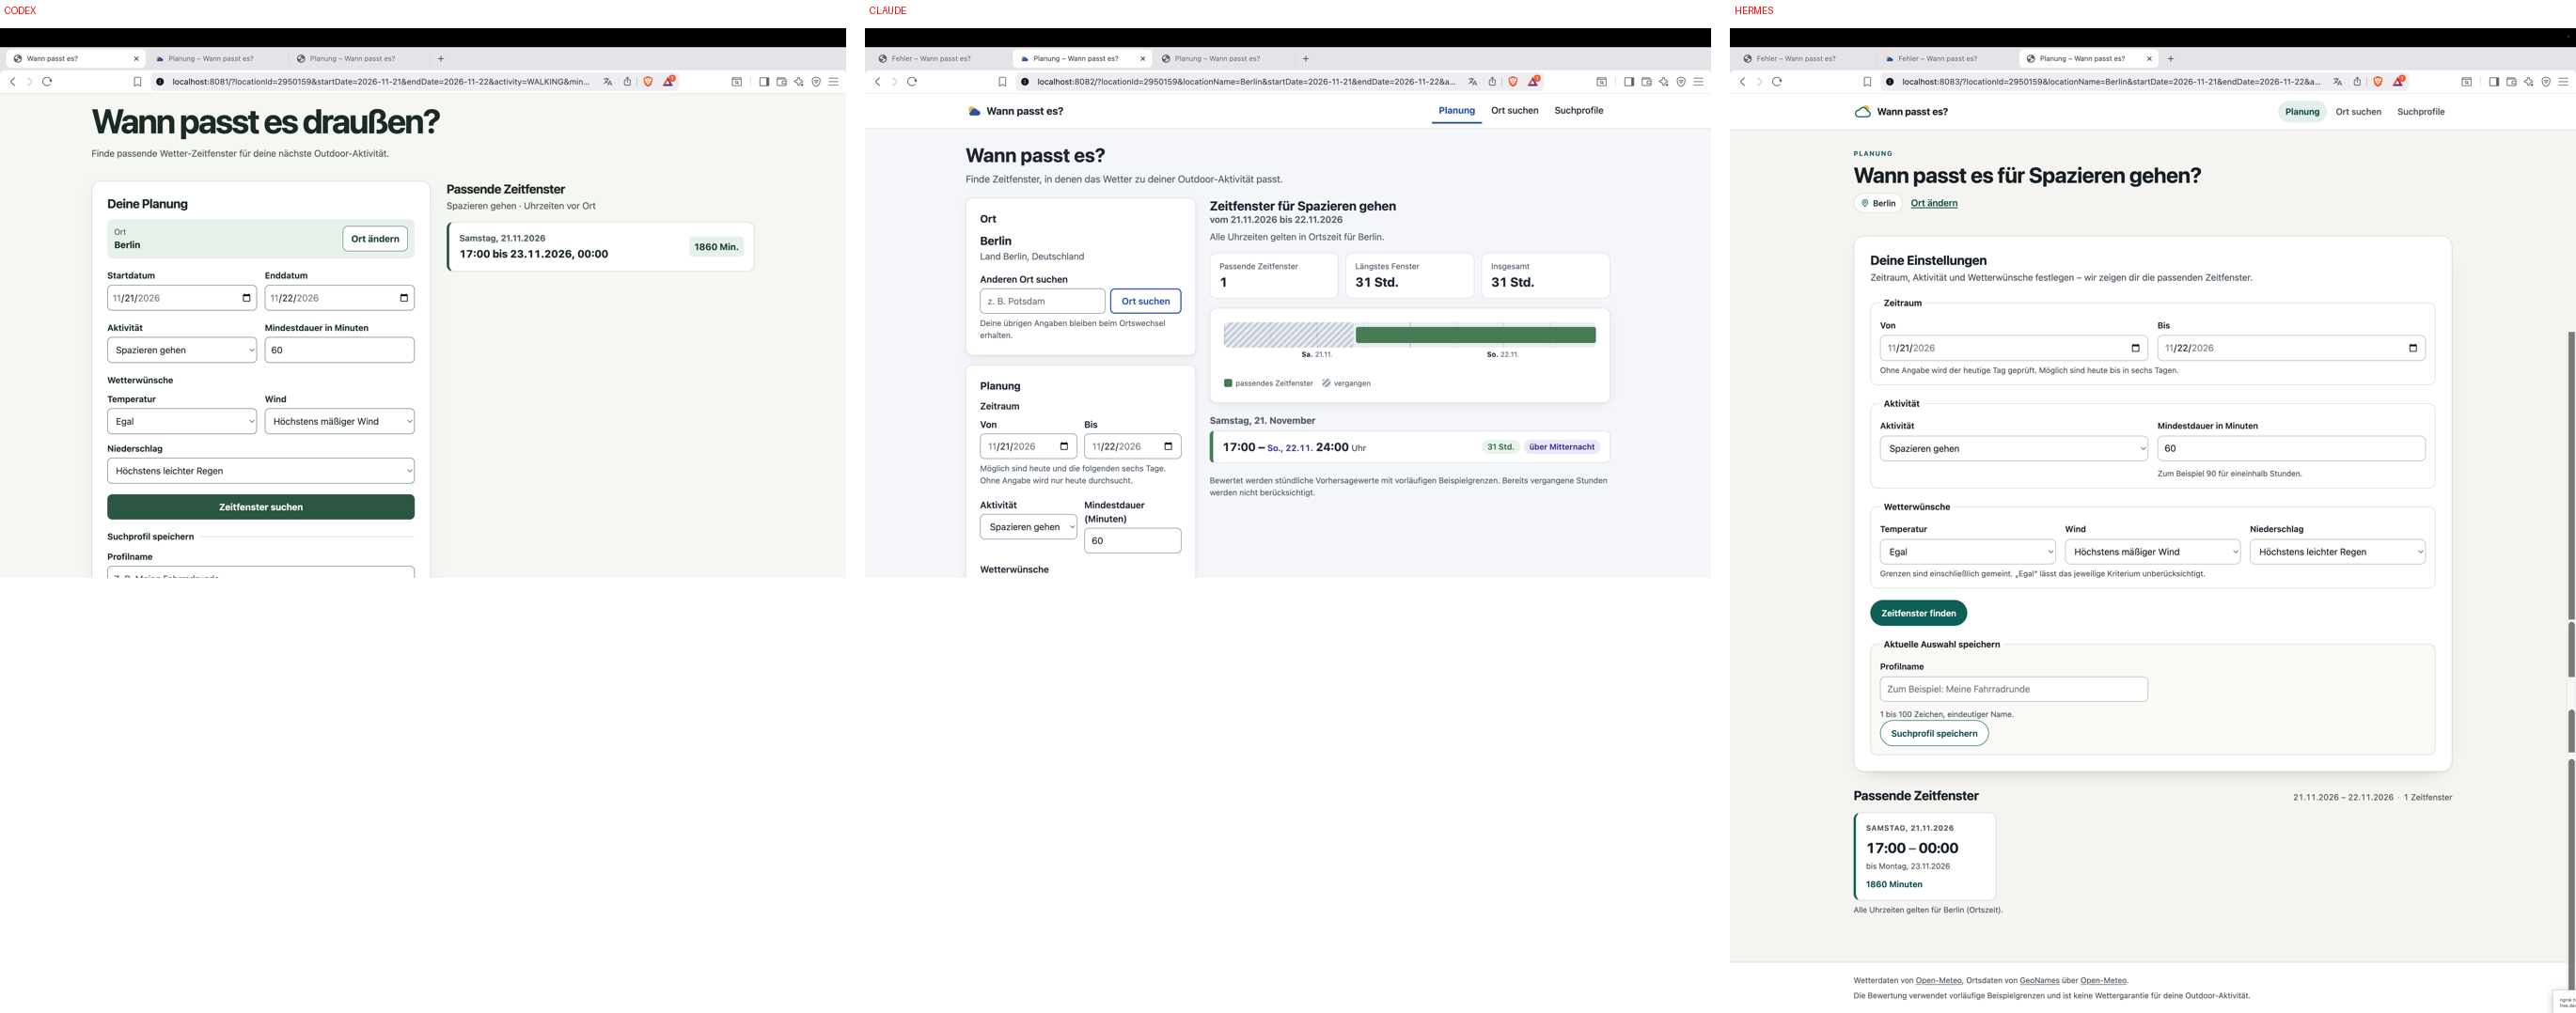 CODEX
Wann passt es?
Planung – Wann passt es?
Planung – Wann passt es?
localhost:8081/?locationId=2950159&startDate=2026-11-21&endDate=2026-11-22&activity=WALKING&min...
Wann passt es draußen?
Finde passende Wetter-Zeitfenster für deine nächste Outdoor-Aktivität.
Deine Planung
Ort
Berlin
Ort ändern
Startdatum
Enddatum
11/21/2026
11/22/2026
Aktivität
Mindestdauer in Minuten
Spazieren gehen
60
Wetterwünsche
Temperatur
Wind
Egal
Höchstens mäßiger Wind
Niederschlag
Höchstens leichter Regen
Zeitfenster suchen
Suchprofil speichern
Profilname
Passende Zeitfenster
Spazieren gehen · Uhrzeiten vor Ort
Samstag, 21.11.2026
17:00 bis 23.11.2026, 00:00
1860 Min.
CLAUDE
Fehler – Wann passt es?
Planung – Wann passt es?
Planung – Wann passt es?
localhost:8082/?locationId=2950159&locationName=Berlin&startDate=2026-11-21&endDate=2026-11-22&a...
Wann passt es?
Planung
Ort suchen
Suchprofile
Wann passt es?
Finde Zeitfenster, in denen das Wetter zu deiner Outdoor-Aktivität passt.
Ort
Berlin
Land Berlin, Deutschland
Anderen Ort suchen
z. B. Potsdam
Ort suchen
Deine übrigen Angaben bleiben beim Ortswechsel
erhalten.
Planung
Zeitraum
Von
Bis
11/21/2026
11/22/2026
Möglich sind heute und die folgenden sechs Tage.
Ohne Angabe wird nur heute durchsucht.
Aktivität
Mindestdauer
(Minuten)
Spazieren gehen
60
Wetterwünsche
Zeitfenster für Spazieren gehen
vom 21.11.2026 bis 22.11.2026
Alle Uhrzeiten gelten in Ortszeit für Berlin.
Passende Zeitfenster
1
Längstes Fenster
31 Std.
Insgesamt
31 Std.
Sa. 21.11.
So. 22.11.
passendes Zeitfenster
vergangen
Samstag, 21. November
17:00 – So., 22.11. 24:00 Uhr
31 Std.
über Mitternacht
Bewertet werden stündliche Vorhersagewerte mit vorläufigen Beispielgrenzen. Bereits vergangene Stunden
werden nicht berücksichtigt.
HERMES
Fehler – Wann passt es?
Fehler – Wann passt es?
Planung – Wann passt es?
localhost:8083/?locationId=2950159&locationName=Berlin&startDate=2026-11-21&endDate=2026-11-22&a...
Wann passt es?
Planung
Ort suchen
Suchprofile
PLANUNG
Wann passt es für Spazieren gehen?
Berlin
Ort ändern
Deine Einstellungen
Zeitraum, Aktivität und Wetterwünsche festlegen – wir zeigen dir die passenden Zeitfenster.
Zeitraum
Von
Bis
11/21/2026
11/22/2026
Ohne Angabe wird der heutige Tag geprüft. Möglich sind heute bis in sechs Tagen.
Aktivität
Aktivität
Mindestdauer in Minuten
Spazieren gehen
60
Zum Beispiel 90 für eineinhalb Stunden.
Wetterwünsche
Temperatur
Wind
Niederschlag
Egal
Höchstens mäßiger Wind
Höchstens leichter Regen
Grenzen sind einschließlich gemeint. „Egal“ lässt das jeweilige Kriterium unberücksichtigt.
Zeitfenster finden
Aktuelle Auswahl speichern
Profilname
Zum Beispiel: Meine Fahrradrunde
1 bis 100 Zeichen, eindeutiger Name.
Suchprofil speichern
Passende Zeitfenster
21.11.2026 – 22.11.2026 · 1 Zeitfenster
SAMSTAG, 21.11.2026
17:00 – 00:00
bis Montag, 23.11.2026
1860 Minuten
Alle Uhrzeiten gelten für Berlin (Ortszeit).
Wetterdaten von Open-Meteo, Ortsdaten von GeoNames über Open-Meteo.
Die Bewertung verwendet vorläufige Beispielgrenzen und ist keine Wettergarantie für deine Outdoor-Aktivität.